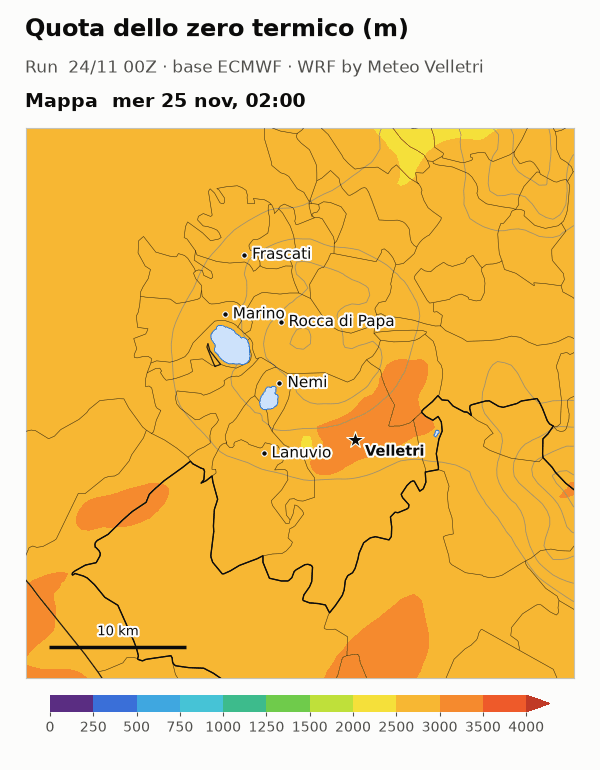 Quota dello zero termico (m)
Run 24/11 00Z · base ECMWF · WRF by Meteo Velletri
Mappa mer 25 nov, 02:00
Frascati
Marino
Rocca di Papa
Nemi
Lanuvio
Velletri
10 km
0 250 500 750 1000 1250 1500 2000 2500 3000 3500 4000